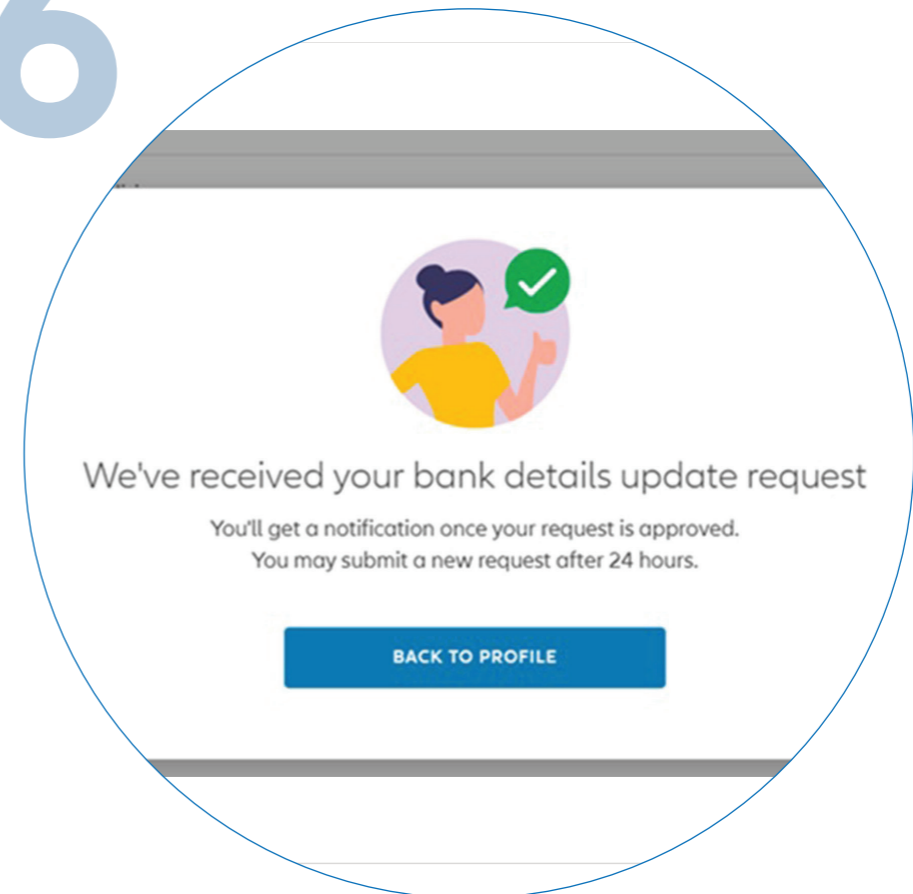 6
We've received your bank details update request
You'll get a notification once your request is approved.
You may submit a new request after 24 hours.
BACK TO PROFILE